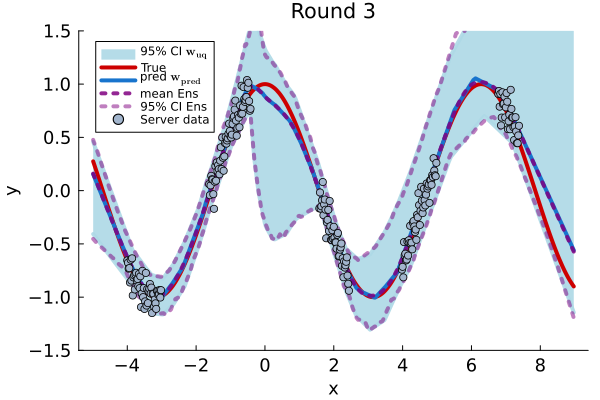 Round 3
1.5
1.0
0.5
0.0
−0.5
−1.0
−1.5
y
95% CI w_uq
True
pred w_pred
mean Ens
95% CI Ens
Server data
−4 −2 0 2 4 6 8
x